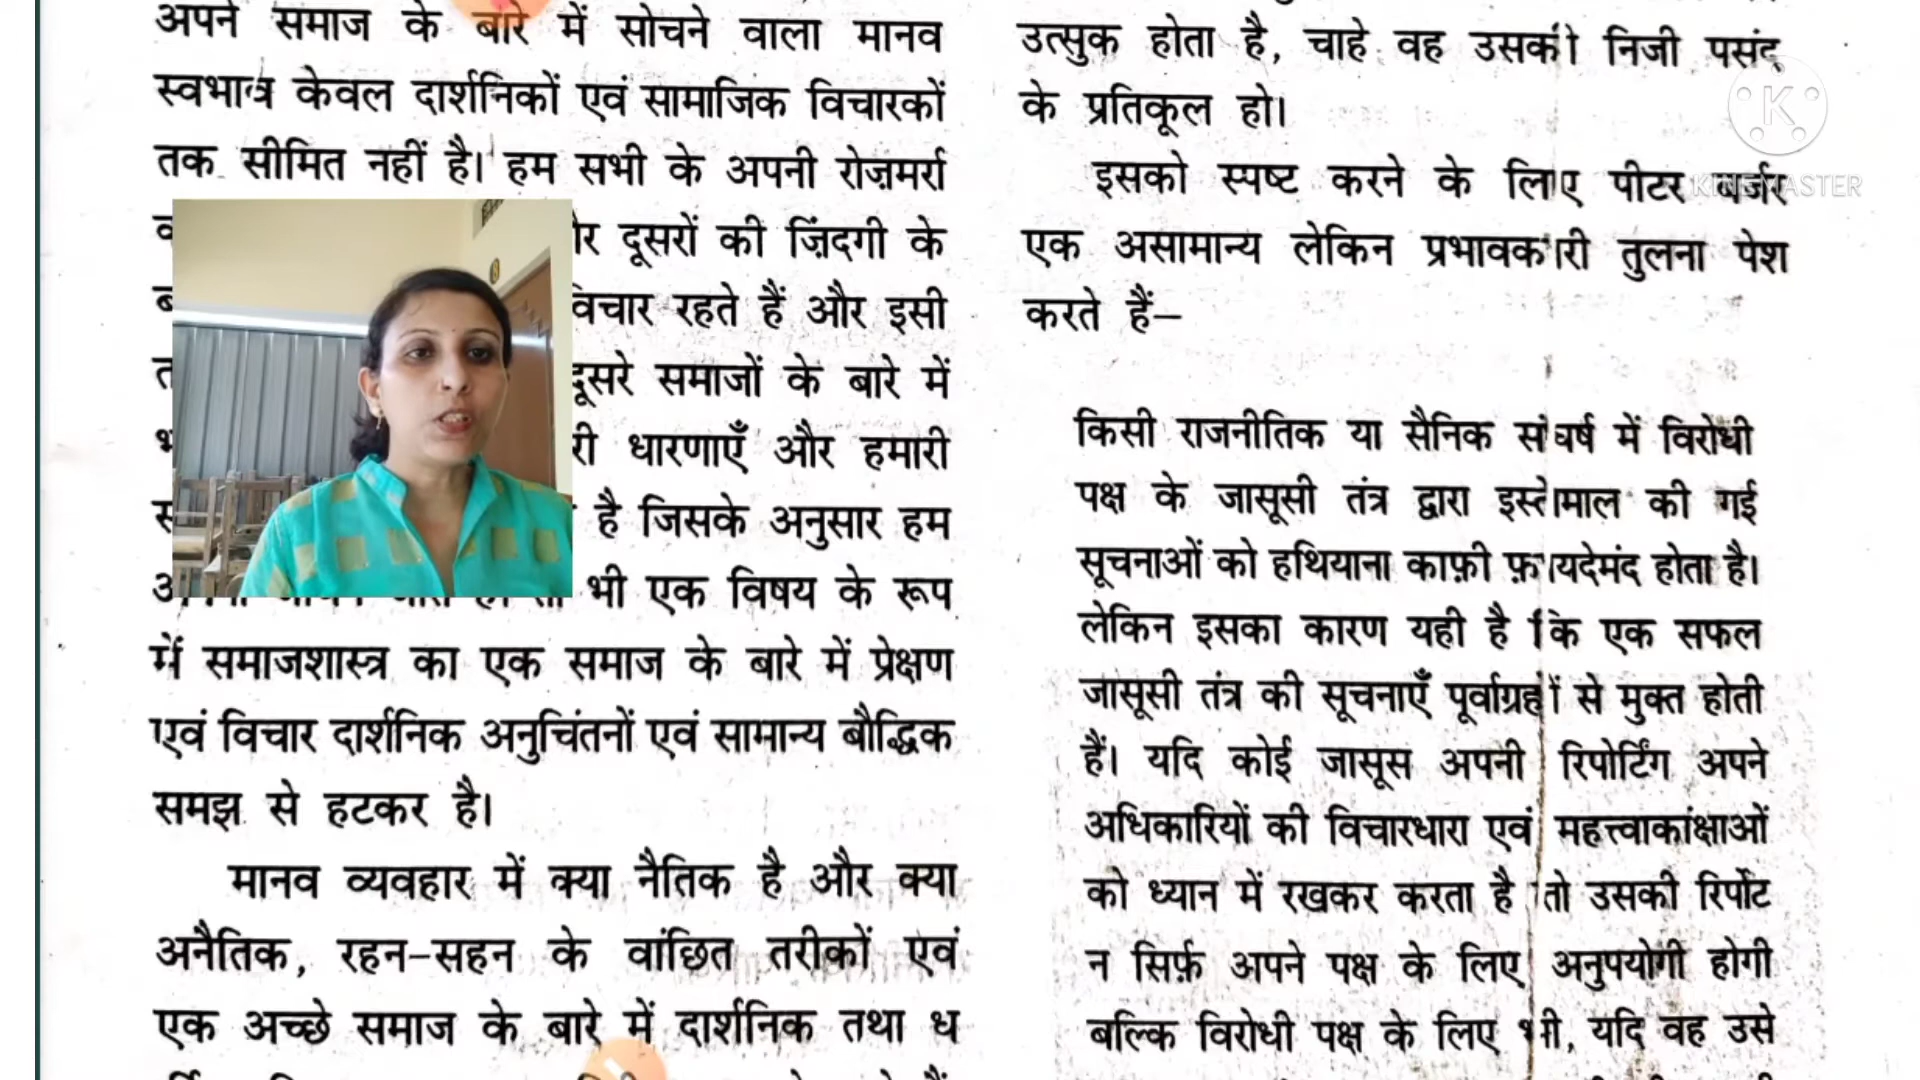 अपने समाज के बारे में सोचने वाला मानव
स्वभाव केवल दार्शनिकों एवं सामाजिक विचारकों
तक सीमित नहीं है। हम सभी के अपनी रोज़मर्रा
दूसरों की ज़िंदगी के
विचार रहते हैं और इसी
दूसरे समाजों के बारे में
धारणाएँ और हमारी
है जिसके अनुसार हम
भी एक विषय के रूप
में समाजशास्त्र का एक समाज के बारे में प्रेक्षण
एवं विचार दार्शनिक अनुचिंतनों एवं सामान्य बौद्धिक
समझ से हटकर है।
मानव व्यवहार में क्या नैतिक है और क्या
अनैतिक, रहन-सहन के वांछित तरीकों एवं
एक अच्छे समाज के बारे में दार्शनिक तथा ध
उत्सुक होता है, चाहे वह उसकी निजी पसंद
के प्रतिकूल हो।
इसको स्पष्ट करने के लिए पीटर बर्जर
एक असामान्य लेकिन प्रभावकारी तुलना पेश
करते हैं–
किसी राजनीतिक या सैनिक संघर्ष में विरोधी
पक्ष के जासूसी तंत्र द्वारा इस्तेमाल की गई
सूचनाओं को हथियाना काफ़ी फ़ायदेमंद होता है।
लेकिन इसका कारण यही है कि एक सफल
जासूसी तंत्र की सूचनाएँ पूर्वाग्रहों से मुक्त होती
हैं। यदि कोई जासूस अपनी रिपोर्टिंग अपने
अधिकारियों की विचारधारा एवं महत्त्वाकांक्षाओं
को ध्यान में रखकर करता है तो उसकी रिर्पोट
न सिर्फ़ अपने पक्ष के लिए अनुपयोगी होगी
बल्कि विरोधी पक्ष के लिए भी, यदि वह उसे
K
KINEMASTER